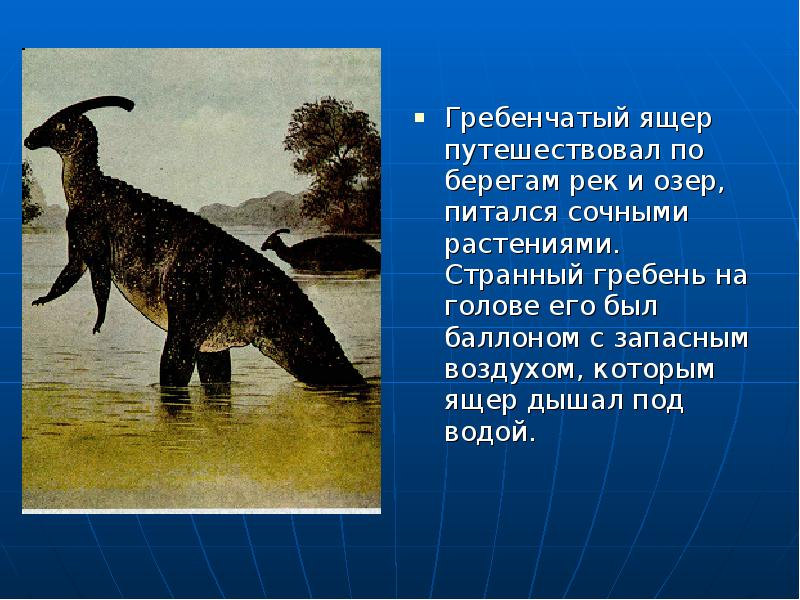 Гребенчатый ящер
путешествовал по
берегам рек и озер,
питался сочными
растениями.
Странный гребень на
голове его был
баллоном с запасным
воздухом, которым
ящер дышал под
водой.